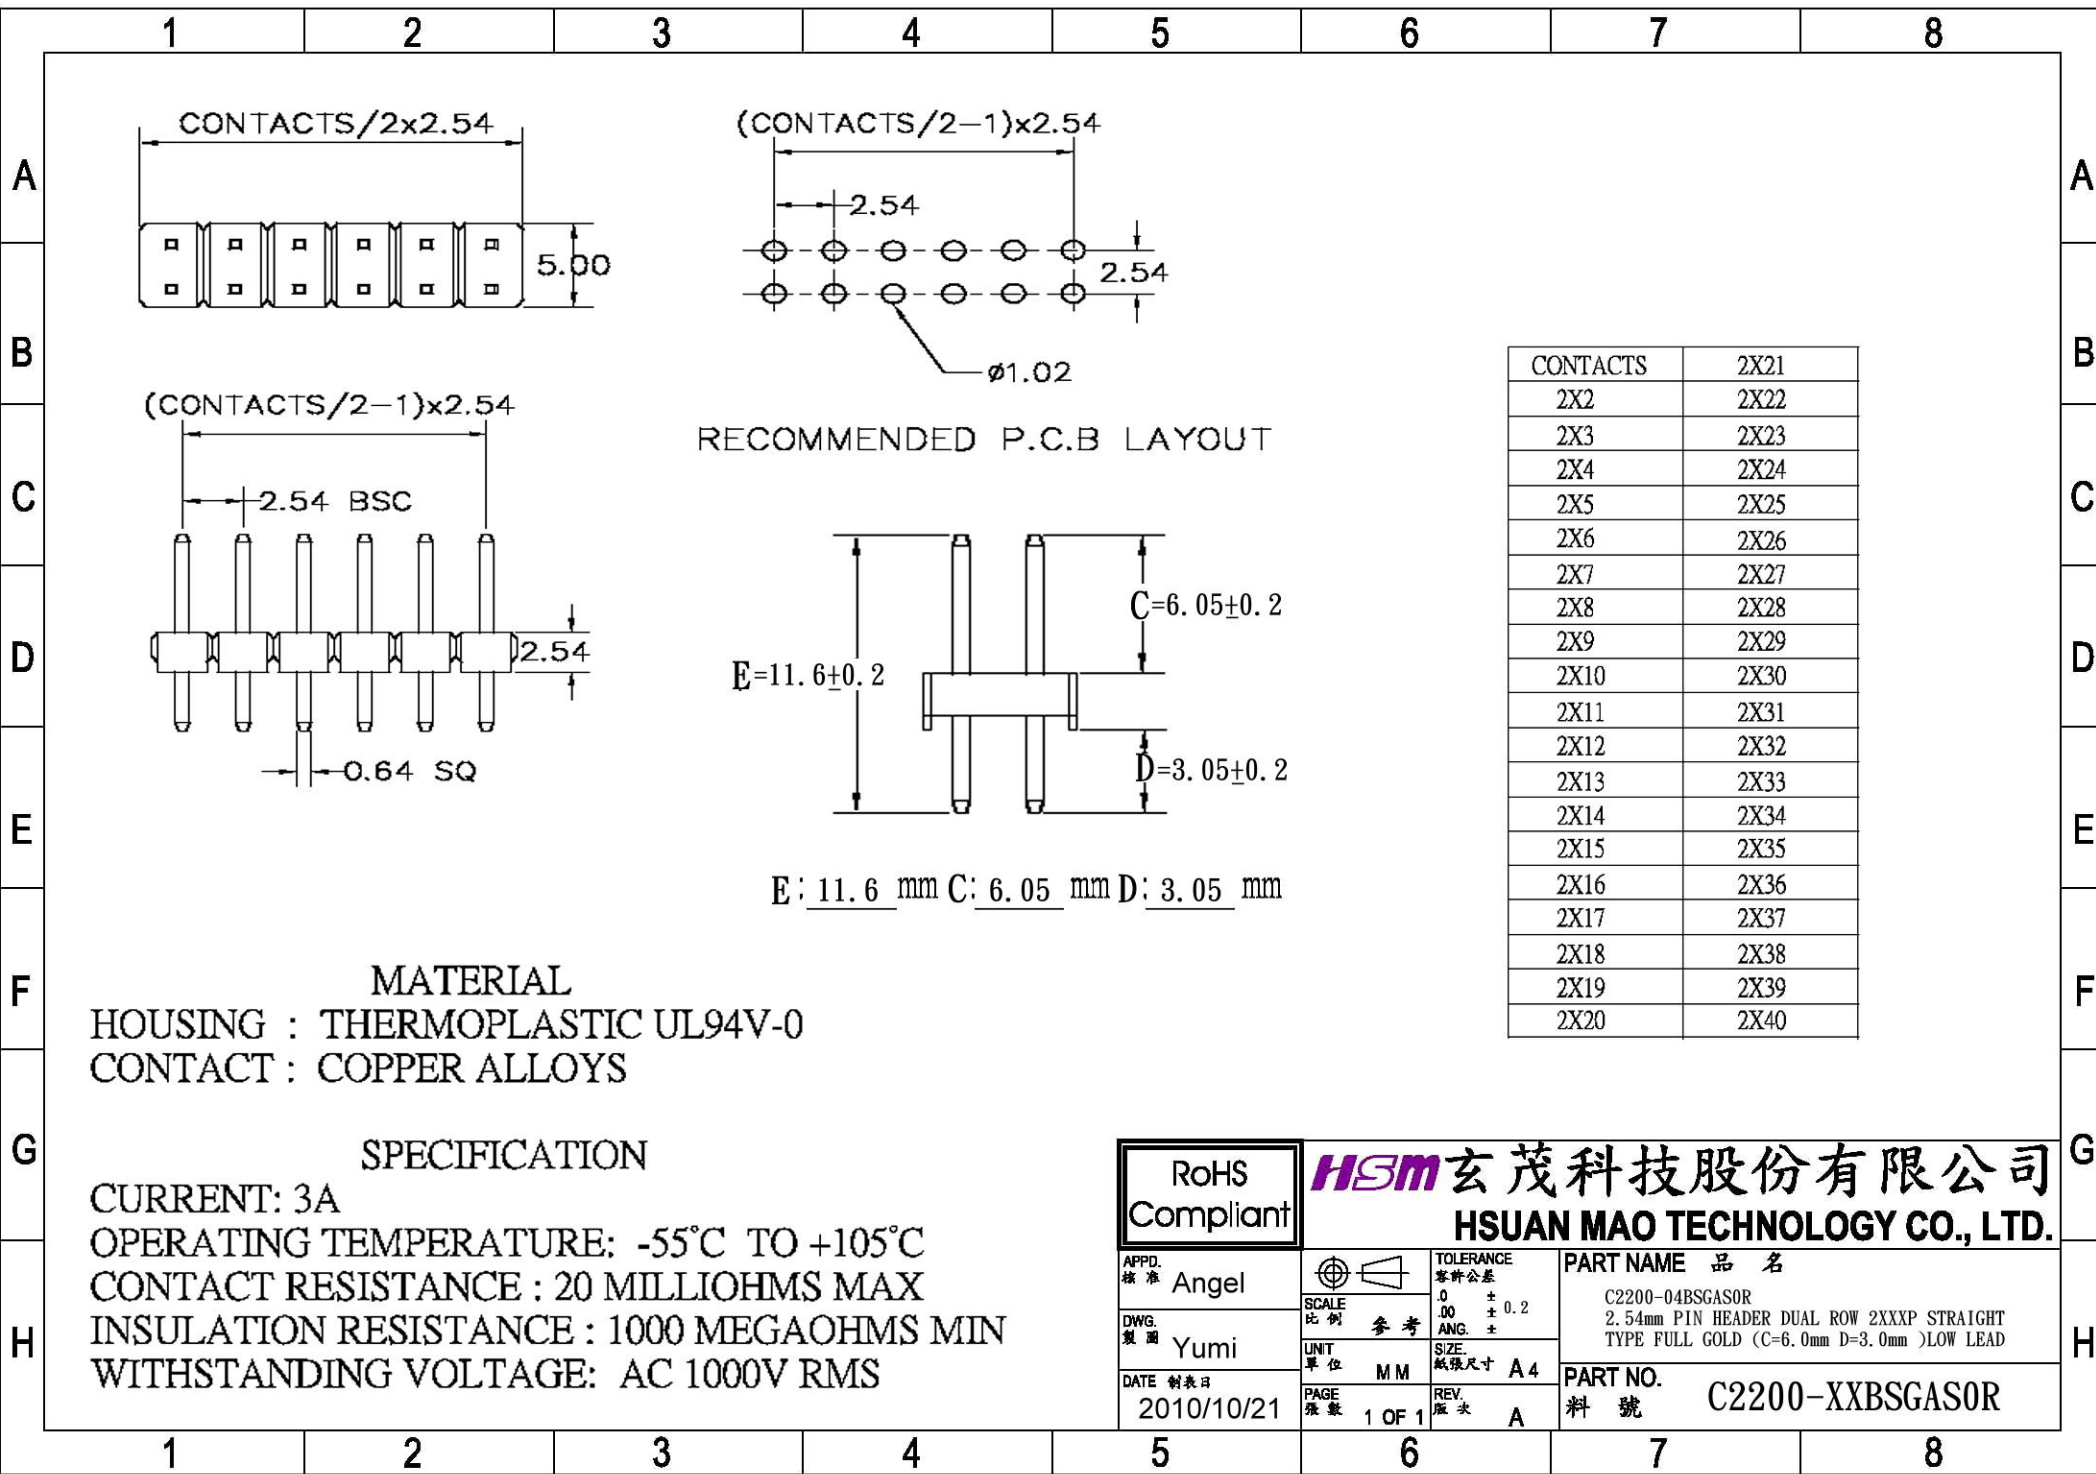 1 2 3 4 5 6 7 8
A A
B B
C C
D D
E E
F F
G G
H H
CONTACTS/2x2.54
5.00
(CONTACTS/2-1)x2.54
2.54
2.54
ø1.02
RECOMMENDED P.C.B LAYOUT
(CONTACTS/2-1)x2.54
2.54 BSC
2.54
0.64 SQ
C=6.05±0.2
E=11.6±0.2
D=3.05±0.2
E: 11.6 mm C: 6.05 mm D: 3.05 mm
CONTACTS 2X21
2X2 2X22
2X3 2X23
2X4 2X24
2X5 2X25
2X6 2X26
2X7 2X27
2X8 2X28
2X9 2X29
2X10 2X30
2X11 2X31
2X12 2X32
2X13 2X33
2X14 2X34
2X15 2X35
2X16 2X36
2X17 2X37
2X18 2X38
2X19 2X39
2X20 2X40
MATERIAL
HOUSING : THERMOPLASTIC UL94V-0
CONTACT : COPPER ALLOYS
SPECIFICATION
CURRENT: 3A
OPERATING TEMPERATURE: -55°C TO +105°C
CONTACT RESISTANCE : 20 MILLIOHMS MAX
INSULATION RESISTANCE : 1000 MEGAOHMS MIN
WITHSTANDING VOLTAGE: AC 1000V RMS
RoHS
Compliant
HSM 玄茂科技股份有限公司
HSUAN MAO TECHNOLOGY CO., LTD.
APPD.
核准 Angel
DWG.
製圖 Yumi
DATE 制表日
2010/10/21
SCALE
比例 參考
UNIT
單位 MM
PAGE
張數 1 OF 1
TOLERANCE
容許公差
.0 ±
.00 ± 0.2
ANG. ±
SIZE.
紙張尺寸 A4
REV.
版次 A
PART NAME 品名
C2200-04BSGAS0R
2.54mm PIN HEADER DUAL ROW 2XXXP STRAIGHT
TYPE FULL GOLD (C=6.0mm D=3.0mm )LOW LEAD
PART NO.
料號 C2200-XXBSGAS0R
1 2 3 4 5 6 7 8